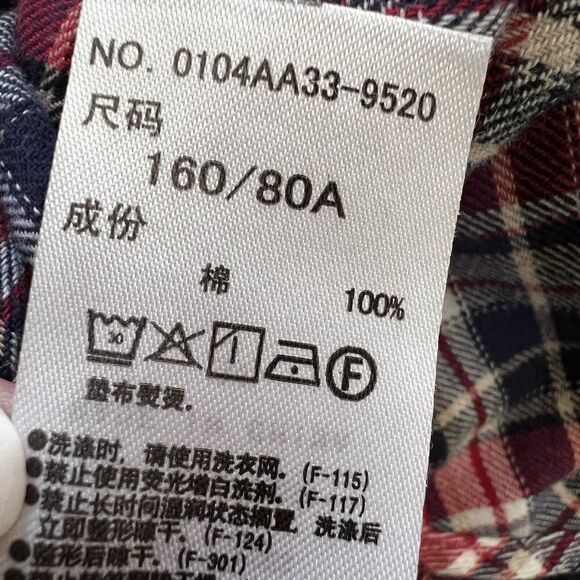 NO. 0104AA33-9520
尺码
160/80A
成份
棉 100%
30 F
垫布熨烫.
●洗涤时, 请使用洗衣网. (F-115)
●禁止使用荧光增白洗剂. (F-117)
●禁止长时间湿润状态搁置, 洗涤后
立即整形晾干. (F-124)
●整形后晾干. (F-301)